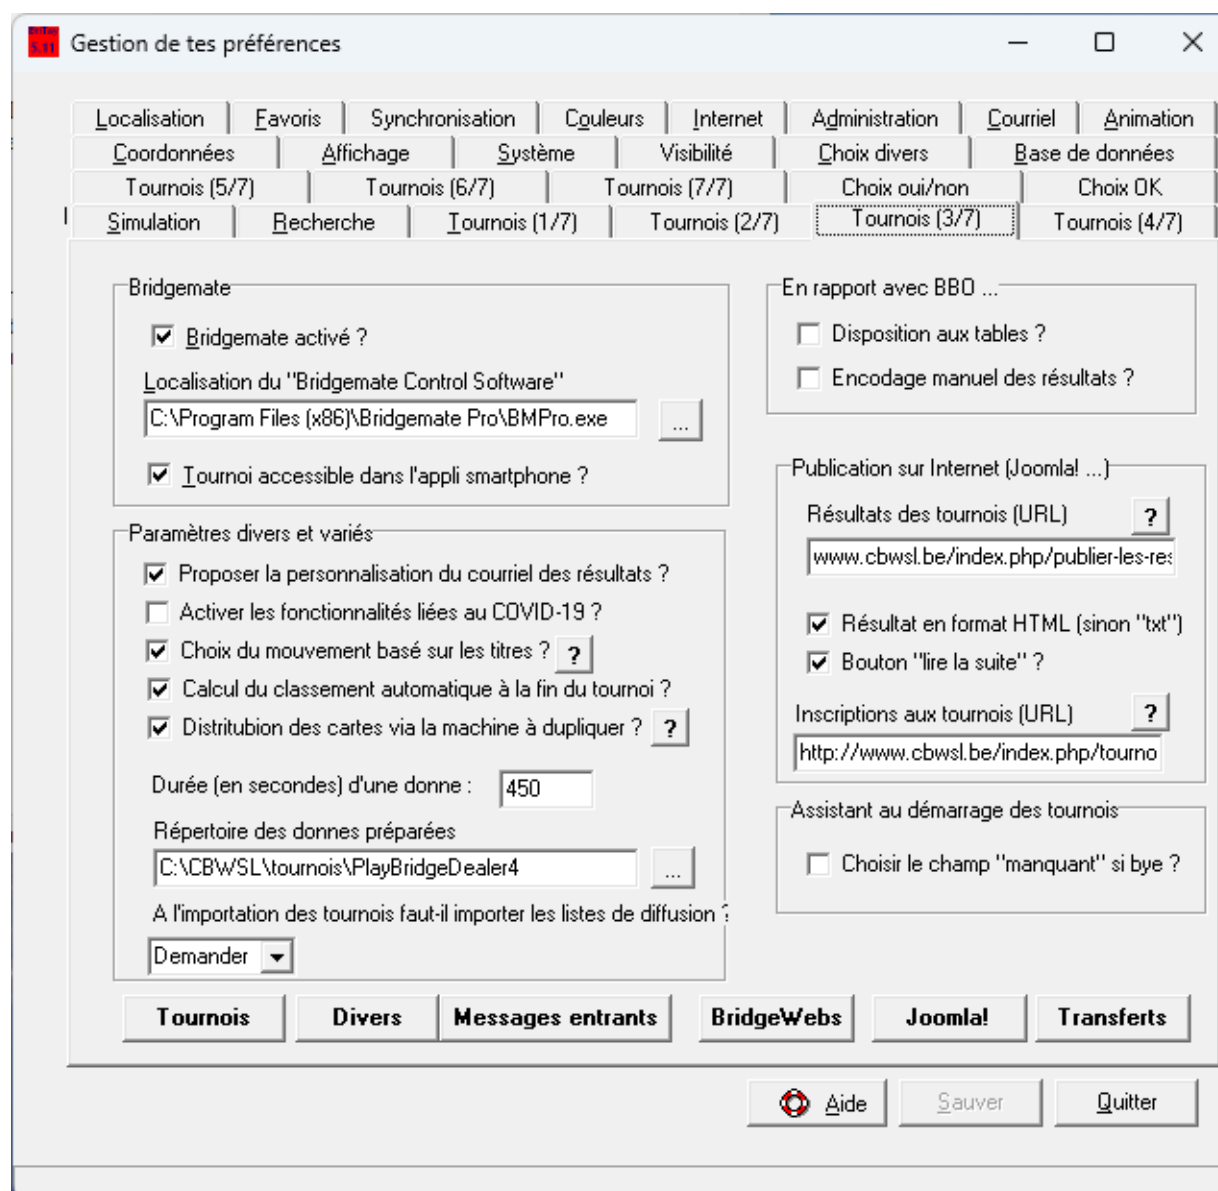 5.11 Gestion de tes préférences
Localisation Favoris Synchronisation Couleurs Internet Administration Courriel Animation
Coordonnées Affichage Système Visibilité Choix divers Base de données
Tournois (5/7) Tournois (6/7) Tournois (7/7) Choix oui/non Choix OK
Simulation Recherche Tournois (1/7) Tournois (2/7) Tournois (3/7) Tournois (4/7)
Bridgemate
Bridgemate activé ?
Localisation du "Bridgemate Control Software"
C:\Program Files (x86)\Bridgemate Pro\BMPro.exe ...
Tournoi accessible dans l'appli smartphone ?
Paramètres divers et variés
Proposer la personnalisation du courriel des résultats ?
Activer les fonctionnalités liées au COVID-19 ?
Choix du mouvement basé sur les titres ? ?
Calcul du classement automatique à la fin du tournoi ?
Distritubion des cartes via la machine à dupliquer ? ?
Durée (en secondes) d'une donne : 450
Répertoire des donnes préparées
C:\CBWSL\tournois\PlayBridgeDealer4 ...
A l'importation des tournois faut-il importer les listes de diffusion ?
Demander
En rapport avec BBO ...
Disposition aux tables ?
Encodage manuel des résultats ?
Publication sur Internet (Joomla! ...)
Résultats des tournois (URL) ?
www.cbwsl.be/index.php/publier-les-res
Résultat en format HTML (sinon "txt")
Bouton "lire la suite" ?
Inscriptions aux tournois (URL) ?
http://www.cbwsl.be/index.php/tourno
Assistant au démarrage des tournois
Choisir le champ "manquant" si bye ?
Tournois Divers Messages entrants BridgeWebs Joomla! Transferts
Aide Sauver Quitter